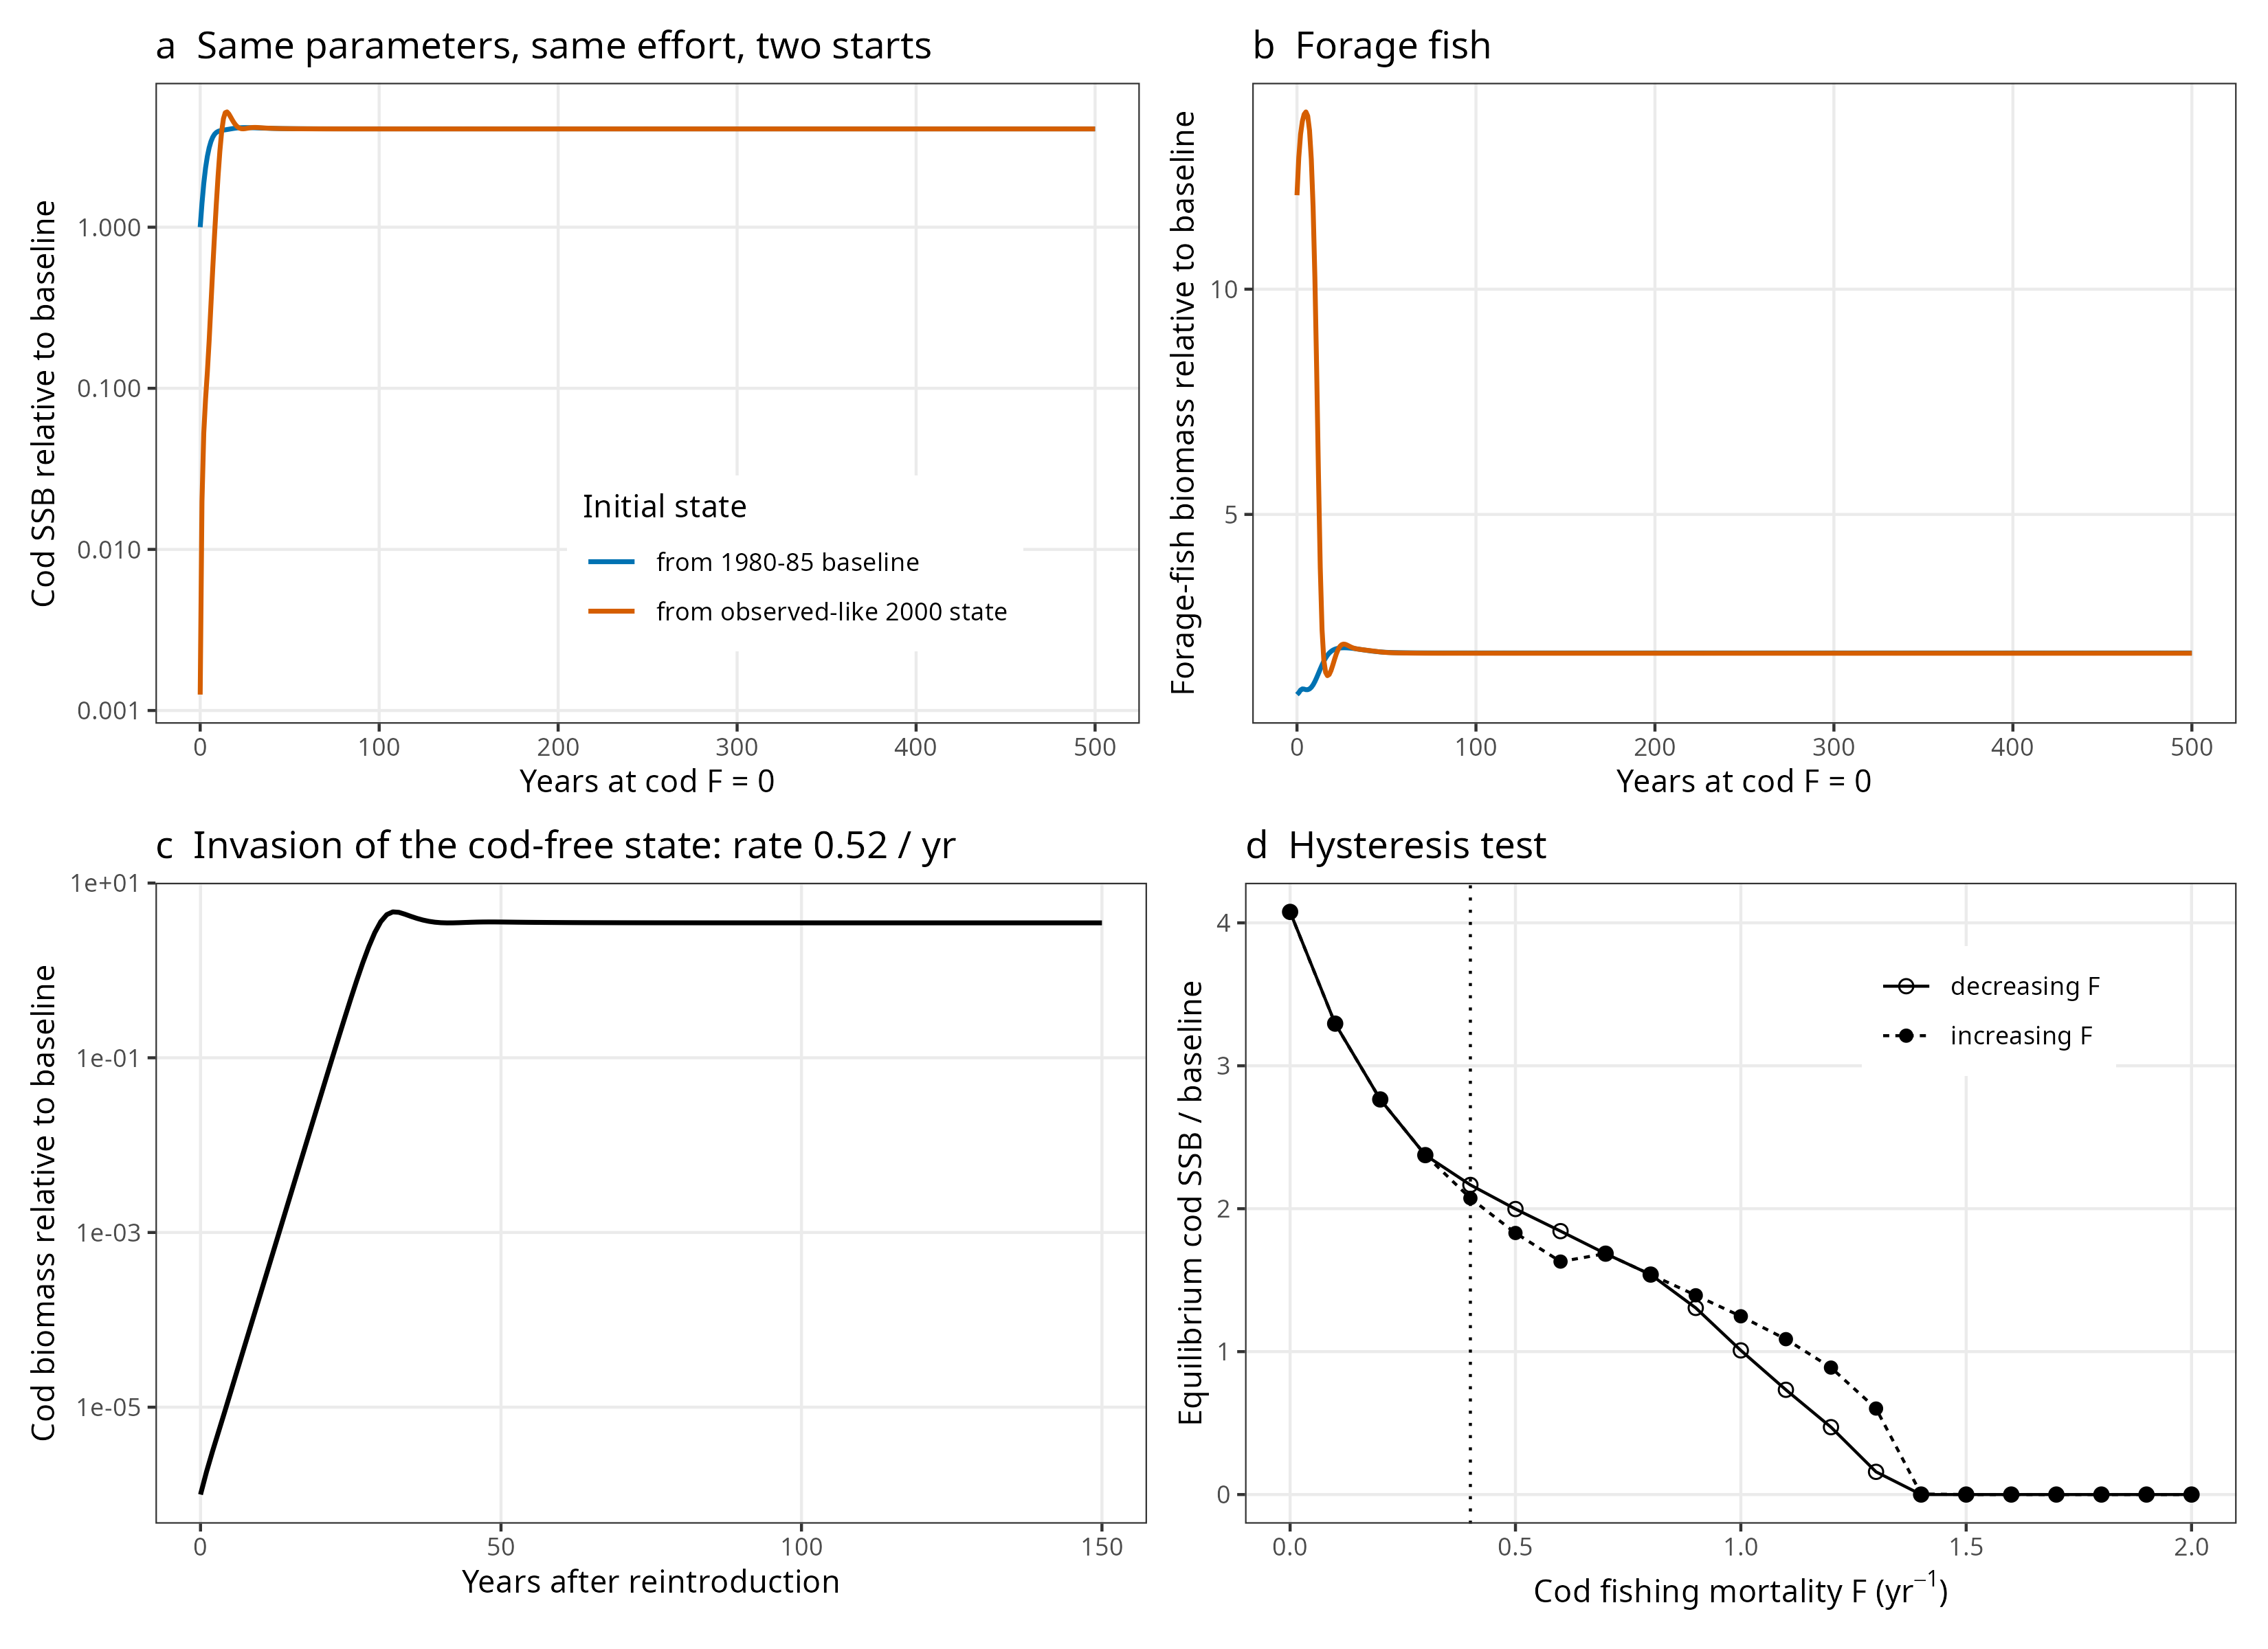 a Same parameters, same effort, two starts
Cod SSB relative to baseline
1.000
0.100
0.010
0.001
Initial state
from 1980-85 baseline
from observed-like 2000 state
0 100 200 300 400 500
Years at cod F = 0
b Forage fish
Forage-fish biomass relative to baseline
10
5
0 100 200 300 400 500
Years at cod F = 0
c Invasion of the cod-free state: rate 0.52 / yr
Cod biomass relative to baseline
1e+01
1e-01
1e-03
1e-05
0 50 100 150
Years after reintroduction
d Hysteresis test
Equilibrium cod SSB / baseline
4
3
2
1
0
decreasing F
increasing F
0.0 0.5 1.0 1.5 2.0
Cod fishing mortality F (yr⁻¹)